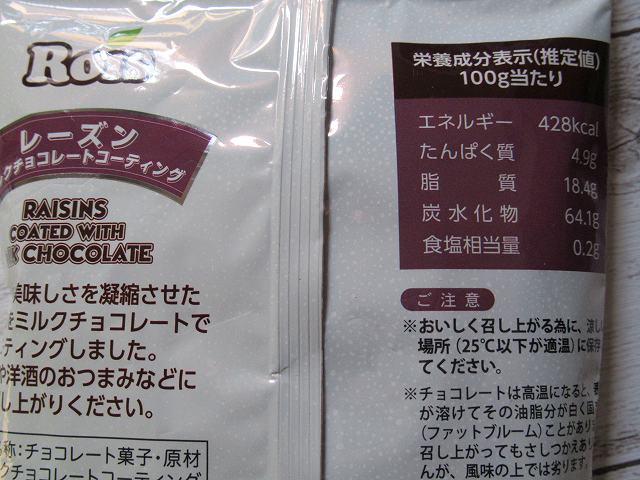 レーズン
クチョコレートコーティング
RAISINS
COATED WITH
CHOCOLATE
美味しさを凝縮させた
をミルクチョコレートで
ティングしました。
や洋酒のおつまみなどに
し上がりください。
名称:チョコレート菓子・原材
クチョコレートコーティング
栄養成分表示(推定値)
100g当たり
エネルギー 428kcal
たんぱく質 4.9g
脂質 18.4g
炭水化物 64.1g
食塩相当量 0.2g
ご注意
※おいしく召し上がる為に、涼し
場所(25℃以下が適温)に保存
てください。
※チョコレートは高温になると、
が溶けてその油脂分が白く固
(ファットブルーム)ことがあり
召し上がってもさしつかえあり
んが、風味の上では劣ります。